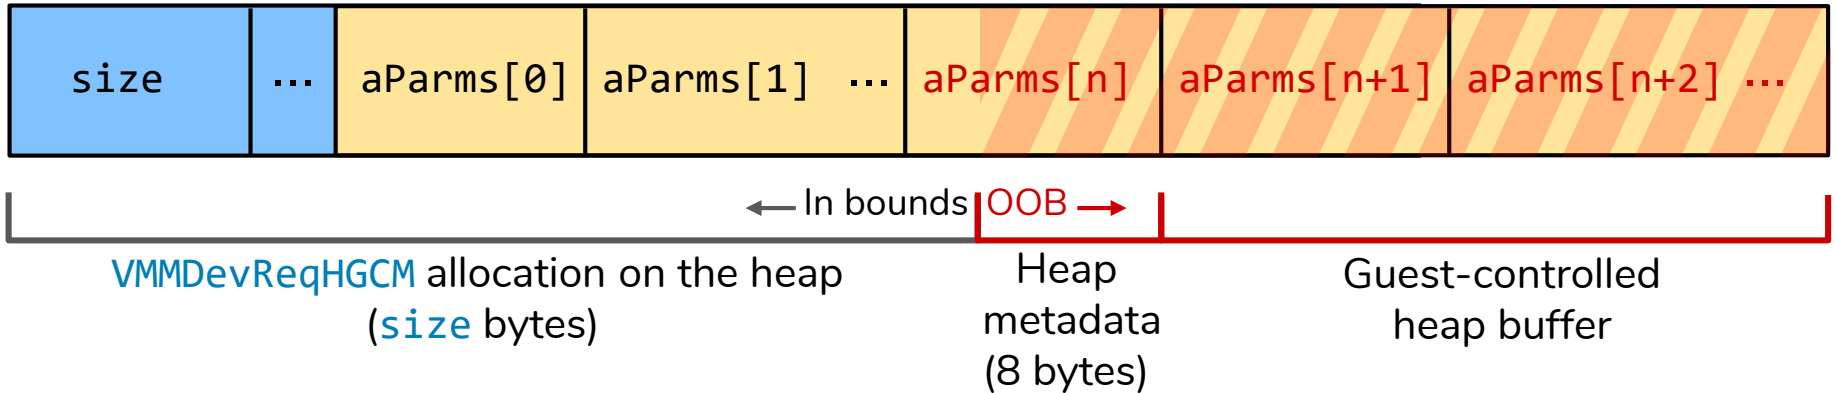 size ... aParms[0] aParms[1] ... aParms[n] aParms[n+1] aParms[n+2] ...
← In bounds OOB →
VMMDevReqHGCM allocation on the heap
(size bytes)
Heap
metadata
(8 bytes)
Guest-controlled
heap buffer